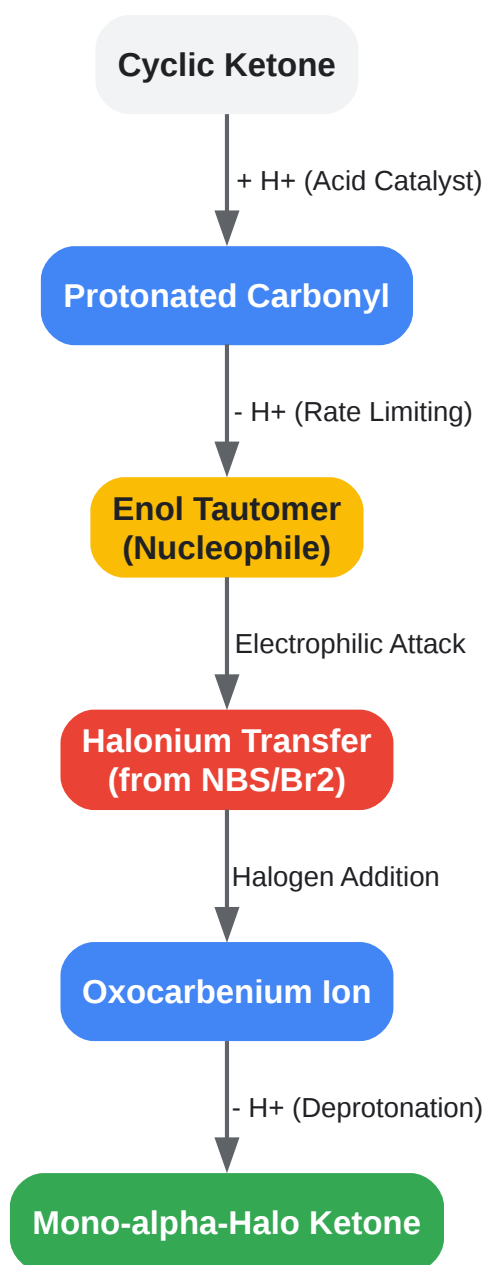 Cyclic Ketone
+ H+ (Acid Catalyst)
Protonated Carbonyl
- H+ (Rate Limiting)
Enol Tautomer
(Nucleophile)
Electrophilic Attack
Halonium Transfer
(from NBS/Br2)
Halogen Addition
Oxocarbenium Ion
- H+ (Deprotonation)
Mono-alpha-Halo Ketone